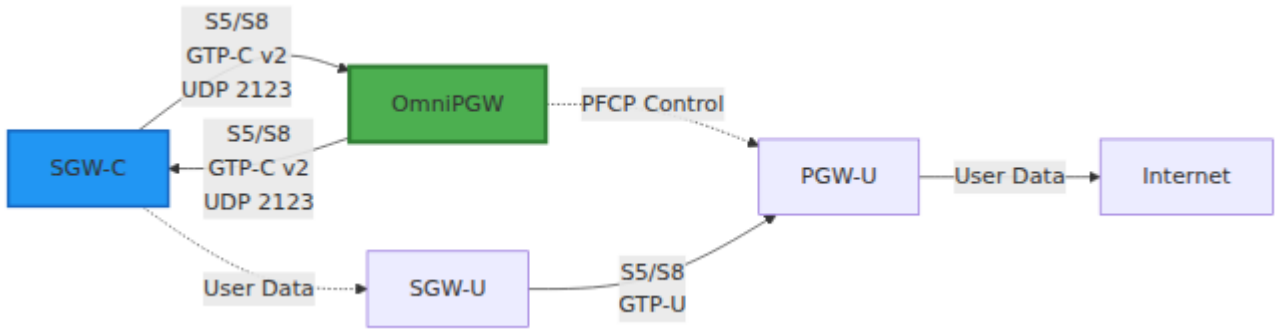 S5/S8
GTP-C v2
UDP 2123
OmniPGW
PFCP Control
SGW-C
S5/S8
GTP-C v2
UDP 2123
PGW-U
User Data
Internet
User Data
SGW-U
S5/S8
GTP-U